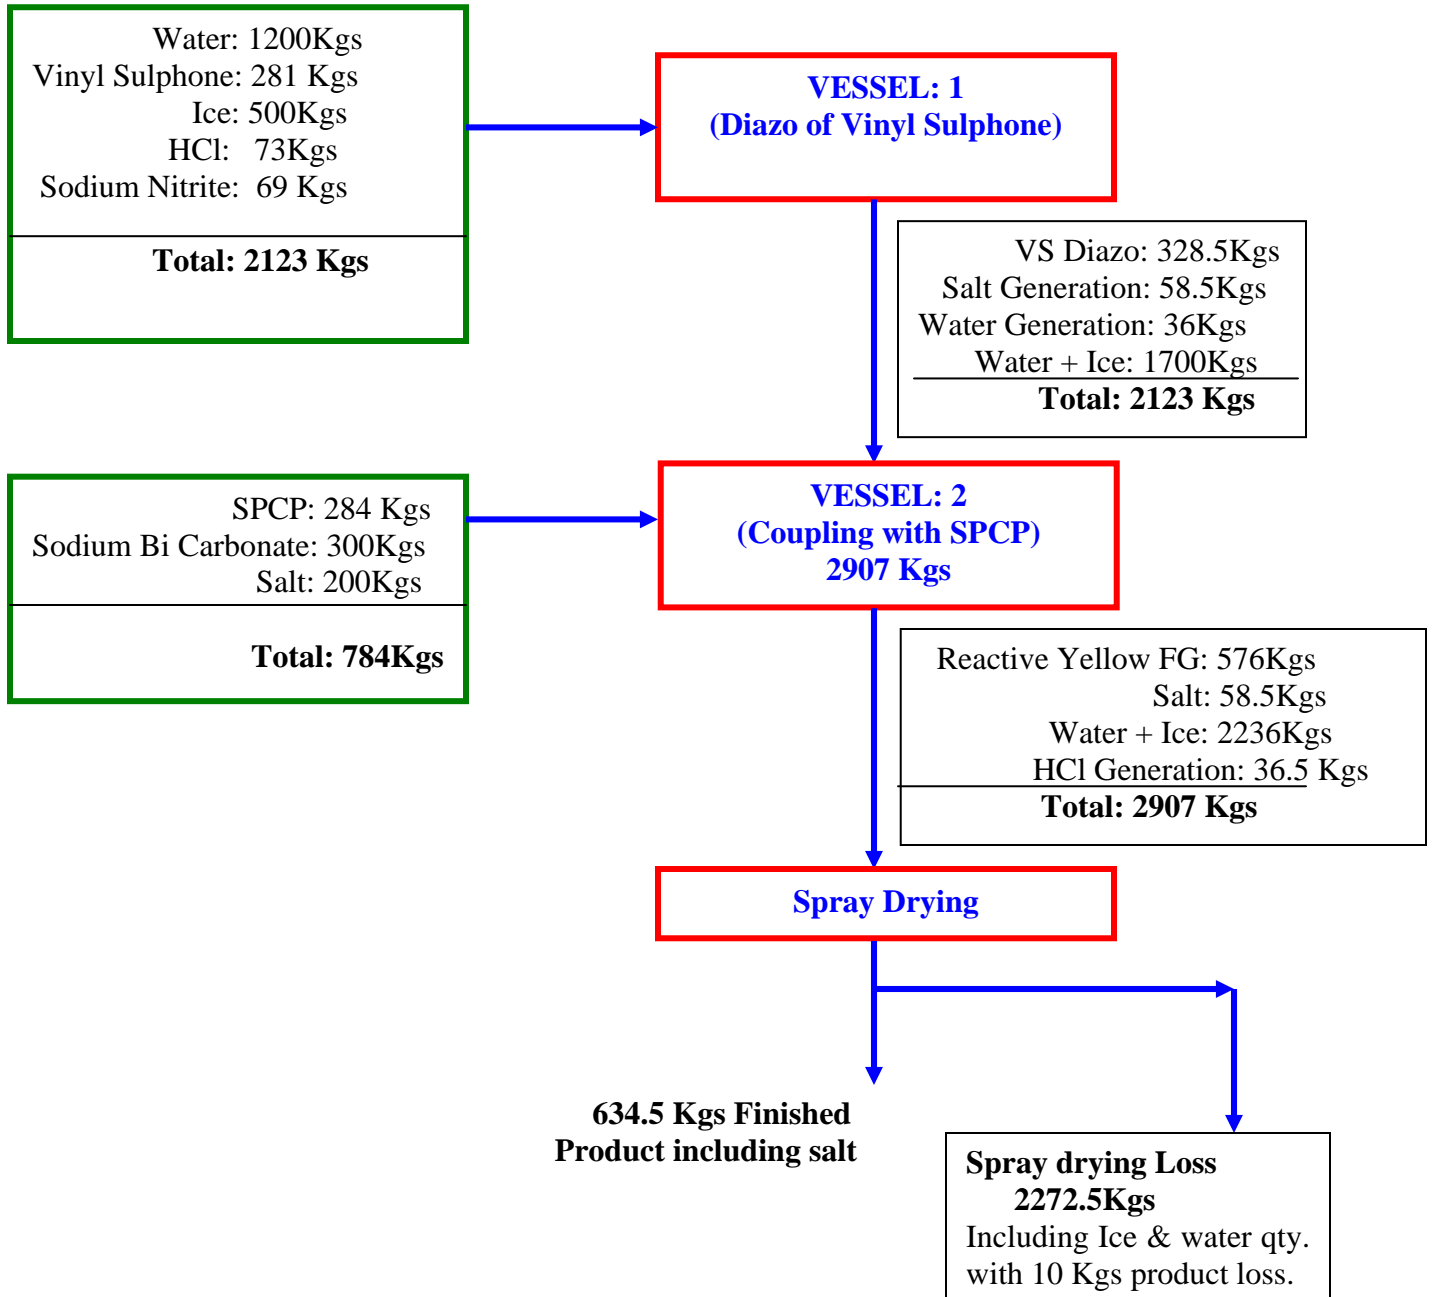 Water: 1200Kgs
Vinyl Sulphone: 281 Kgs
Ice: 500Kgs
HCl: 73Kgs
Sodium Nitrite: 69 Kgs
Total: 2123 Kgs
VESSEL: 1
(Diazo of Vinyl Sulphone)
VS Diazo: 328.5Kgs
Salt Generation: 58.5Kgs
Water Generation: 36Kgs
Water + Ice: 1700Kgs
Total: 2123 Kgs
SPCP: 284 Kgs
Sodium Bi Carbonate: 300Kgs
Salt: 200Kgs
Total: 784Kgs
VESSEL: 2
(Coupling with SPCP)
2907 Kgs
Reactive Yellow FG: 576Kgs
Salt: 58.5Kgs
Water + Ice: 2236Kgs
HCl Generation: 36.5 Kgs
Total: 2907 Kgs
Spray Drying
634.5 Kgs Finished
Product including salt
Spray drying Loss
2272.5Kgs
Including Ice & water qty.
with 10 Kgs product loss.